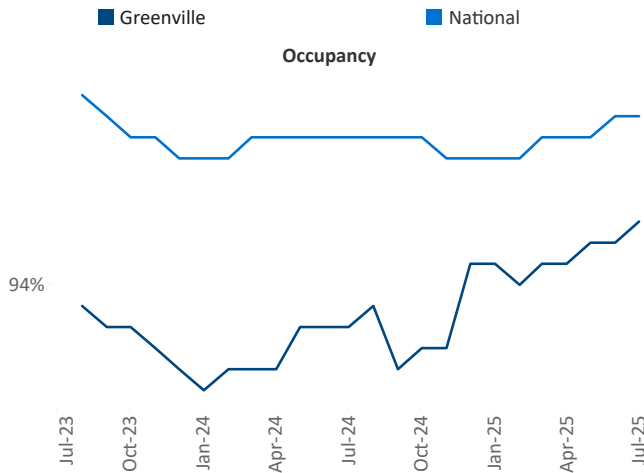 Greenville National
Occupancy
94%
Jul-23 Oct-23 Jan-24 Apr-24 Jul-24 Oct-24 Jan-25 Apr-25 Jul-25